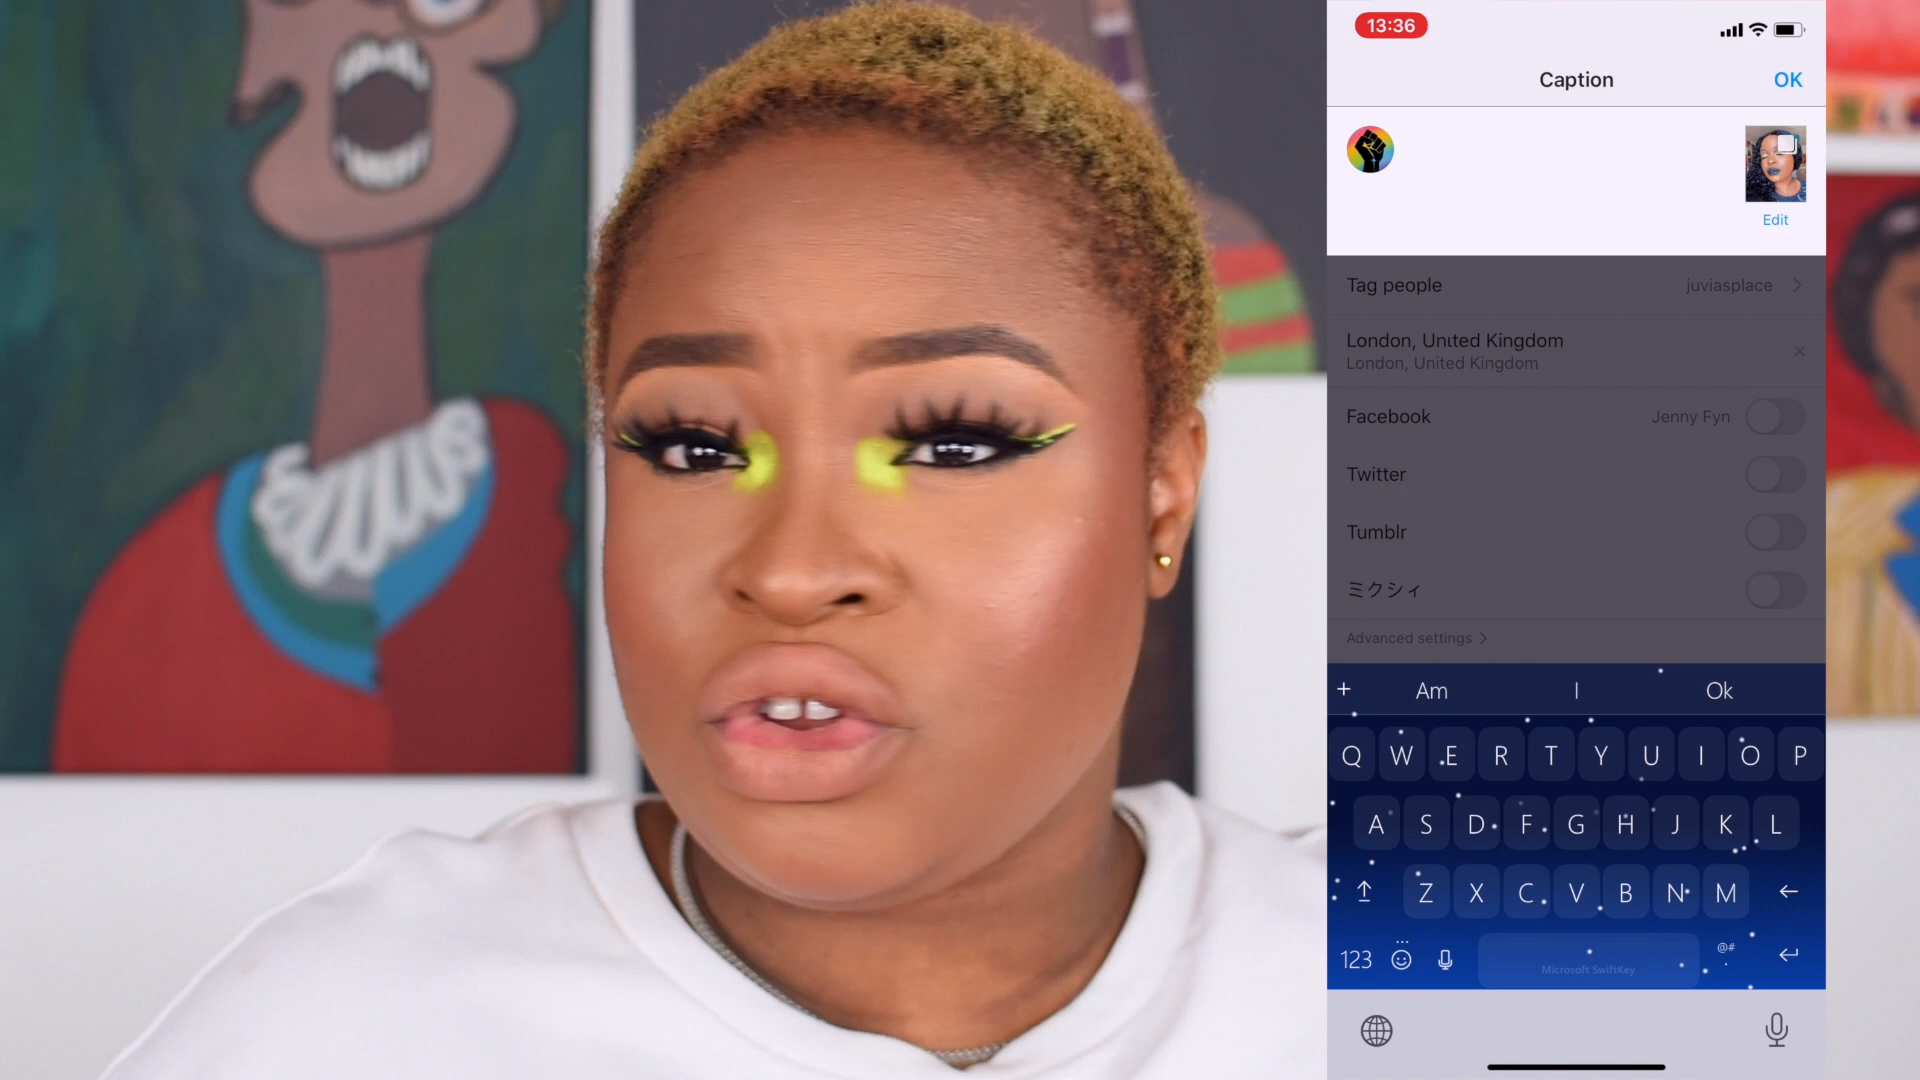 13:36
Caption
OK
Edit
Tag people
juviasplace
London, United Kingdom
London, United Kingdom
Facebook
Jenny Fyn
Twitter
Tumblr
ミクシィ
Advanced settings
+ Am I Ok
Q W E R T Y U I O P
A S D F G H J K L
Z X C V B N M
123
Microsoft SwiftKey
@#